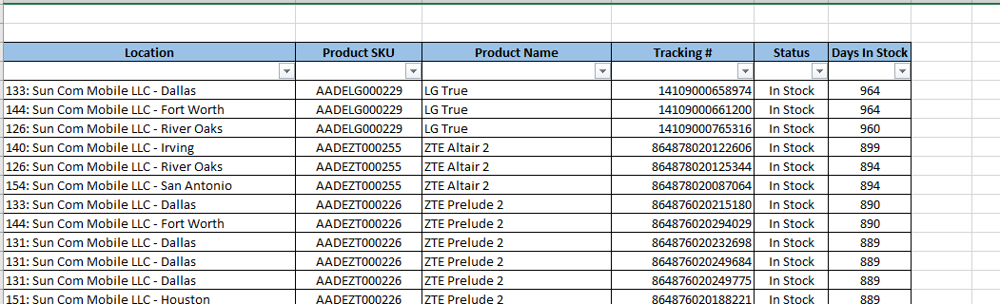 Location Product SKU Product Name Tracking # Status Days In Stock
133: Sun Com Mobile LLC - Dallas AADELG000229 LG True 14109000658974 In Stock 964
144: Sun Com Mobile LLC - Fort Worth AADELG000229 LG True 14109000661200 In Stock 964
126: Sun Com Mobile LLC - River Oaks AADELG000229 LG True 14109000765316 In Stock 960
140: Sun Com Mobile LLC - Irving AADEZT000255 ZTE Altair 2 864878020122606 In Stock 899
126: Sun Com Mobile LLC - River Oaks AADEZT000255 ZTE Altair 2 864878020125344 In Stock 894
154: Sun Com Mobile LLC - San Antonio AADEZT000255 ZTE Altair 2 864878020087064 In Stock 894
133: Sun Com Mobile LLC - Dallas AADEZT000226 ZTE Prelude 2 864876020215180 In Stock 890
144: Sun Com Mobile LLC - Fort Worth AADEZT000226 ZTE Prelude 2 864876020294029 In Stock 890
131: Sun Com Mobile LLC - Dallas AADEZT000226 ZTE Prelude 2 864876020232698 In Stock 889
131: Sun Com Mobile LLC - Dallas AADEZT000226 ZTE Prelude 2 864876020249684 In Stock 889
131: Sun Com Mobile LLC - Dallas AADEZT000226 ZTE Prelude 2 864876020249775 In Stock 889
151: Sun Com Mobile LLC - Houston AADEZT000226 ZTE Prelude 2 864876020188221 In Stock 889